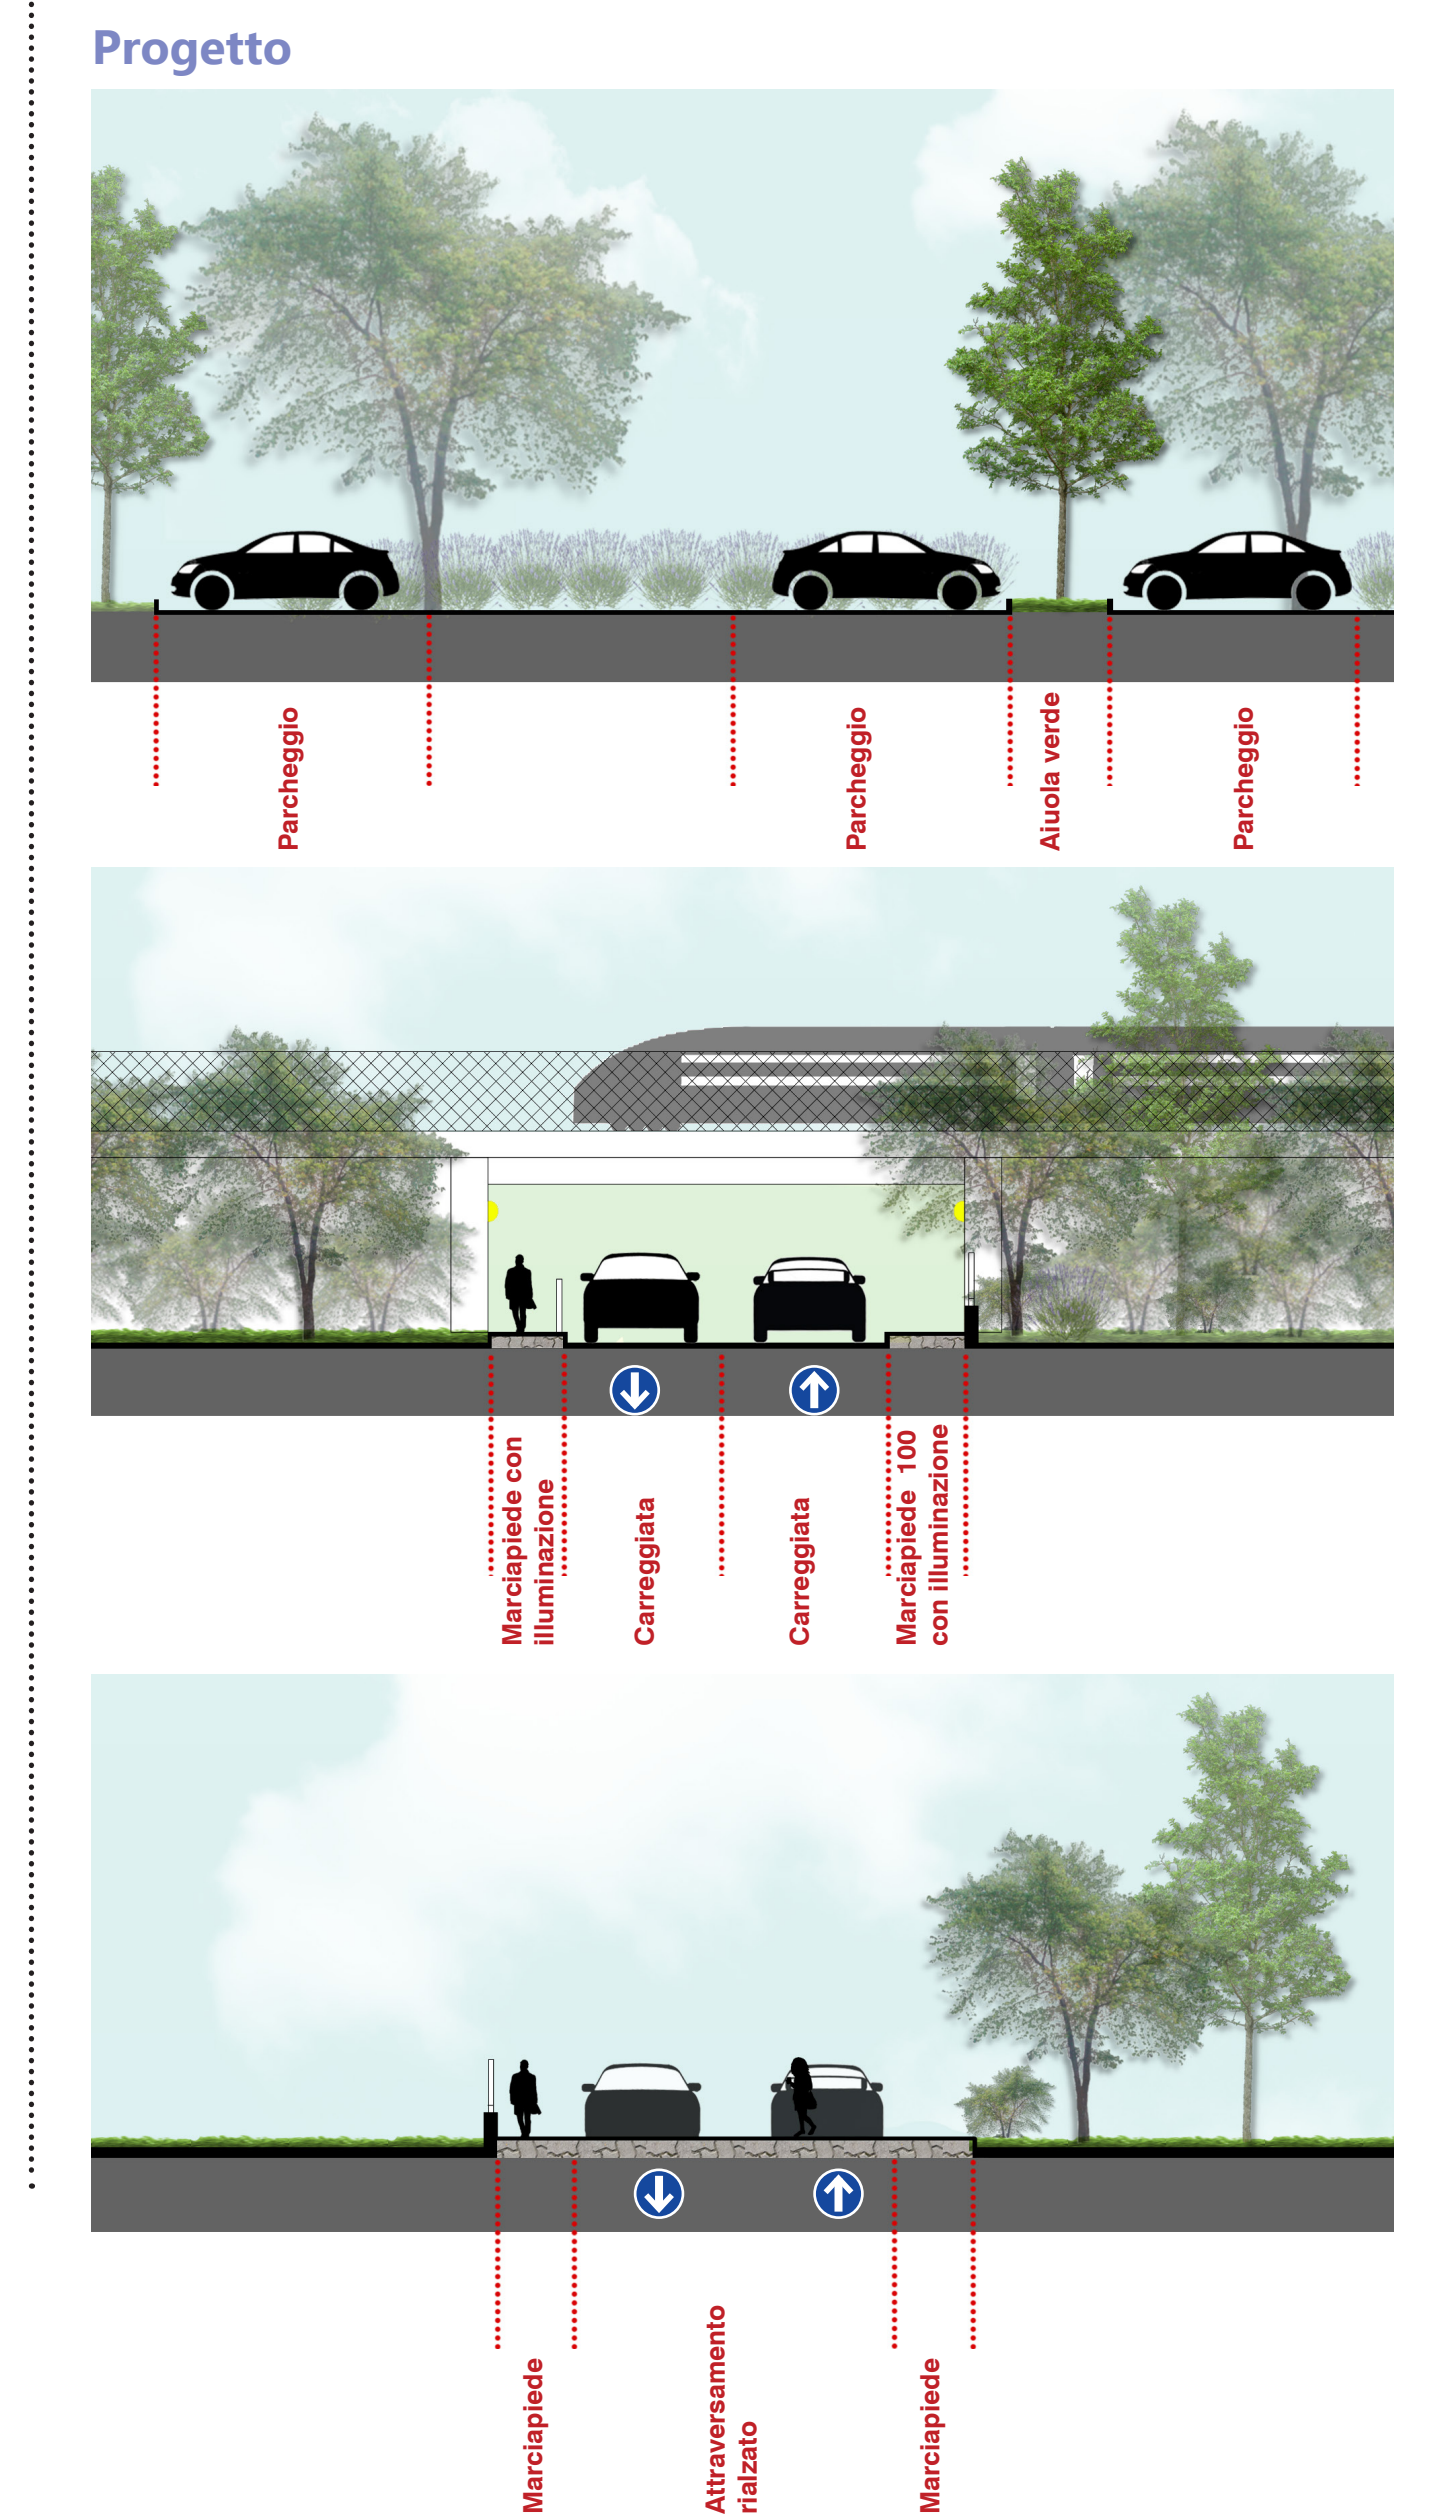 Progetto
Parcheggio
Parcheggio
Aiuola verde
Parcheggio
Marciapiede con
illuminazione
Carreggiata
Carreggiata
Marciapiede 100
con illuminazione
Marciapiede
Attraversamento
rialzato
Marciapiede